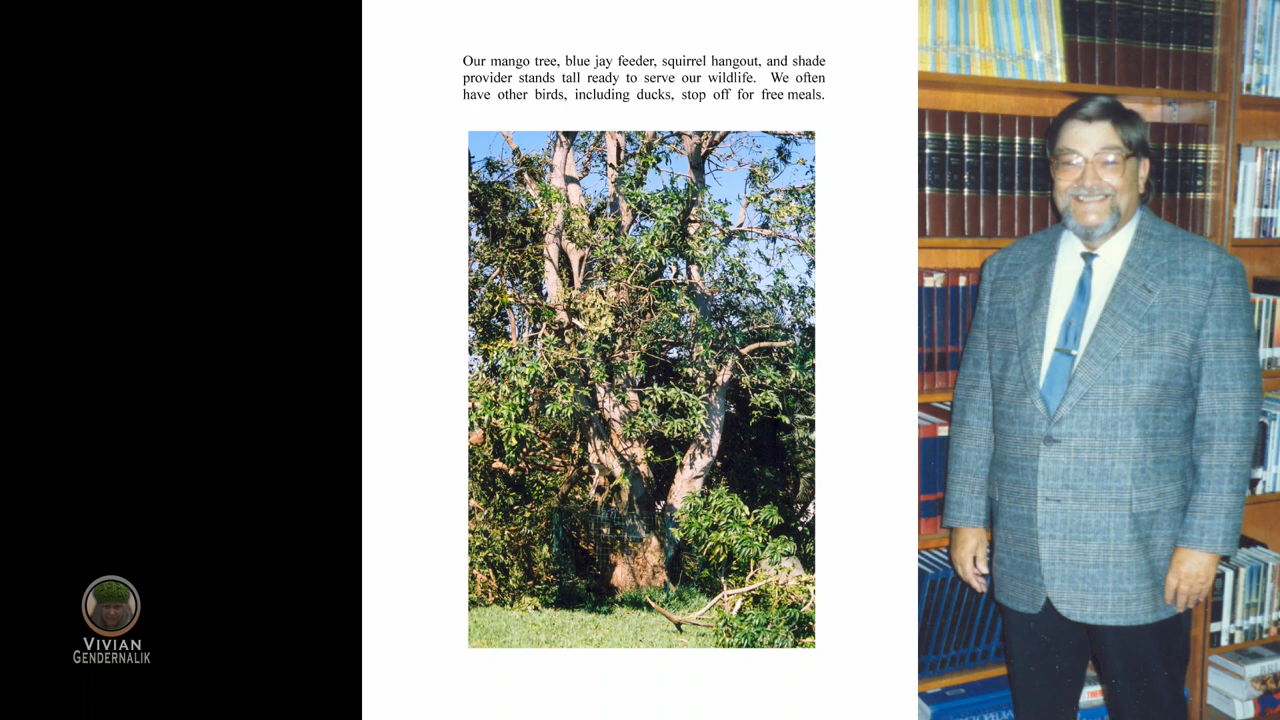 Our mango tree, blue jay feeder, squirrel hangout, and shade
provider stands tall ready to serve our wildlife. We often
have other birds, including ducks, stop off for free meals.
VIVIAN
GENDERNALIK